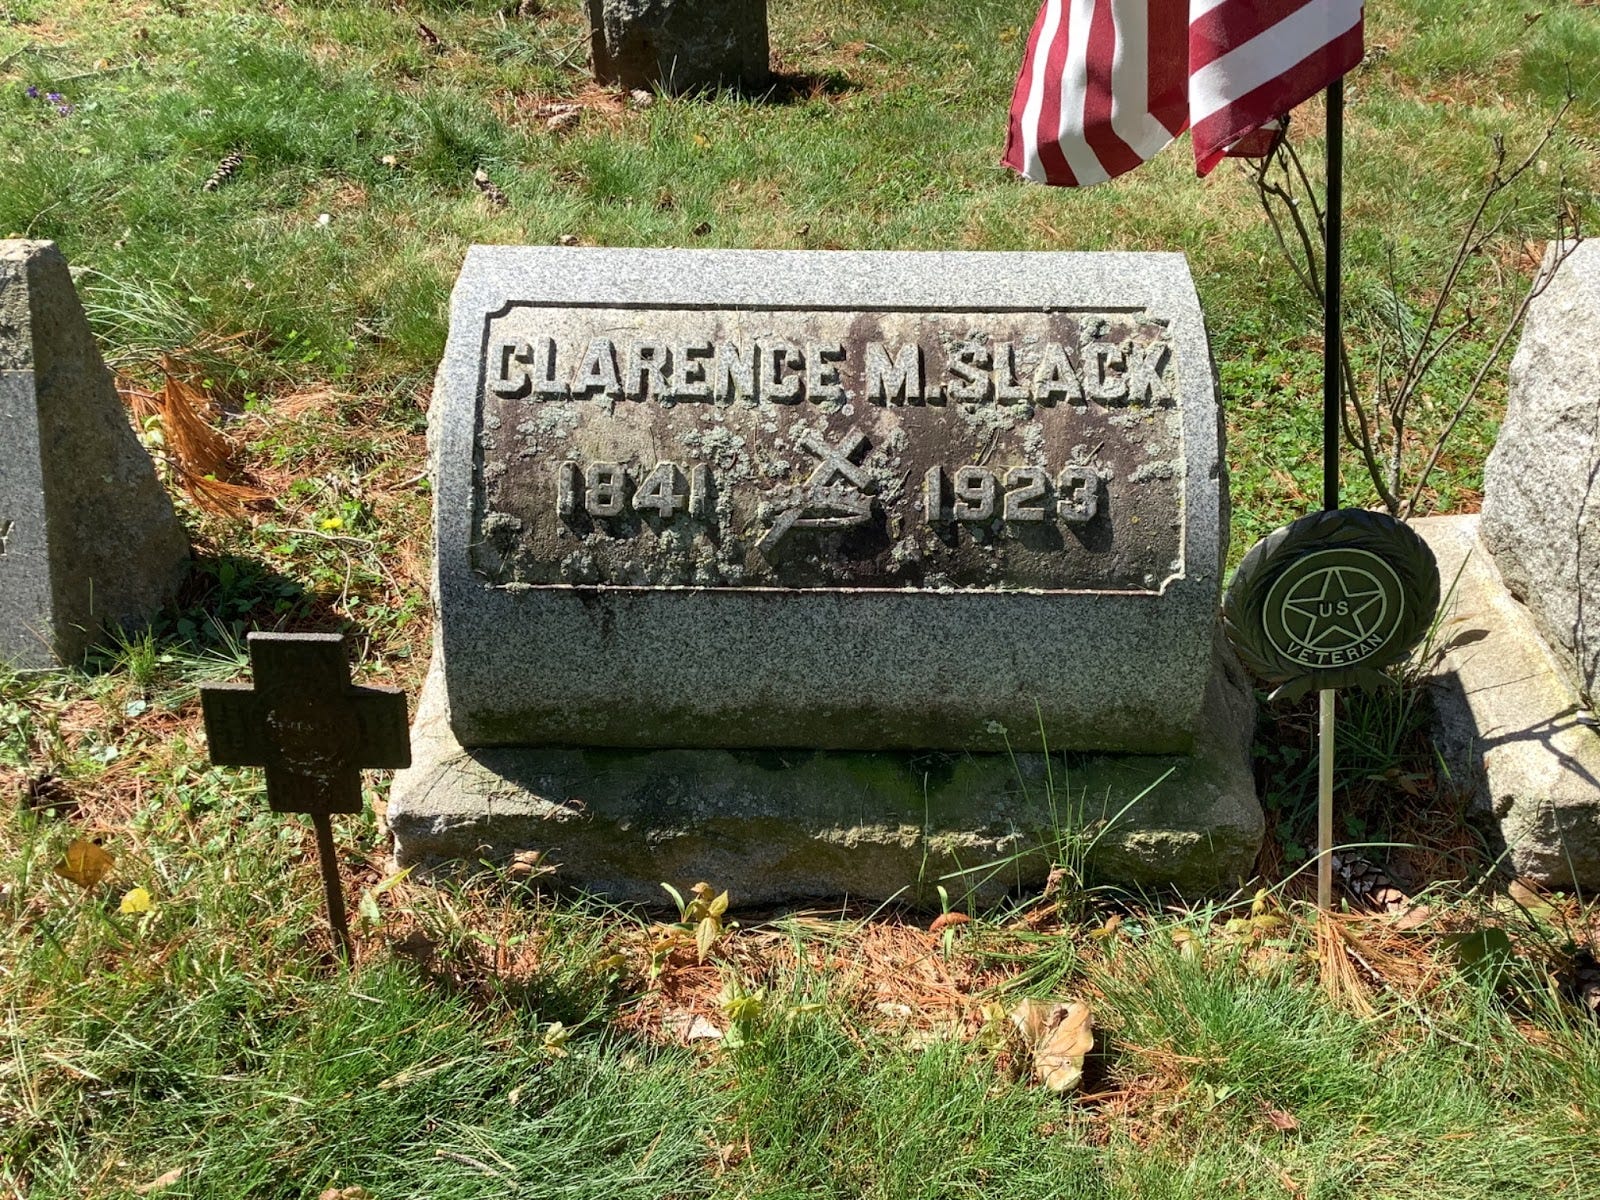 CLARENCE M. SLACK
1841 1923
US
VETERAN